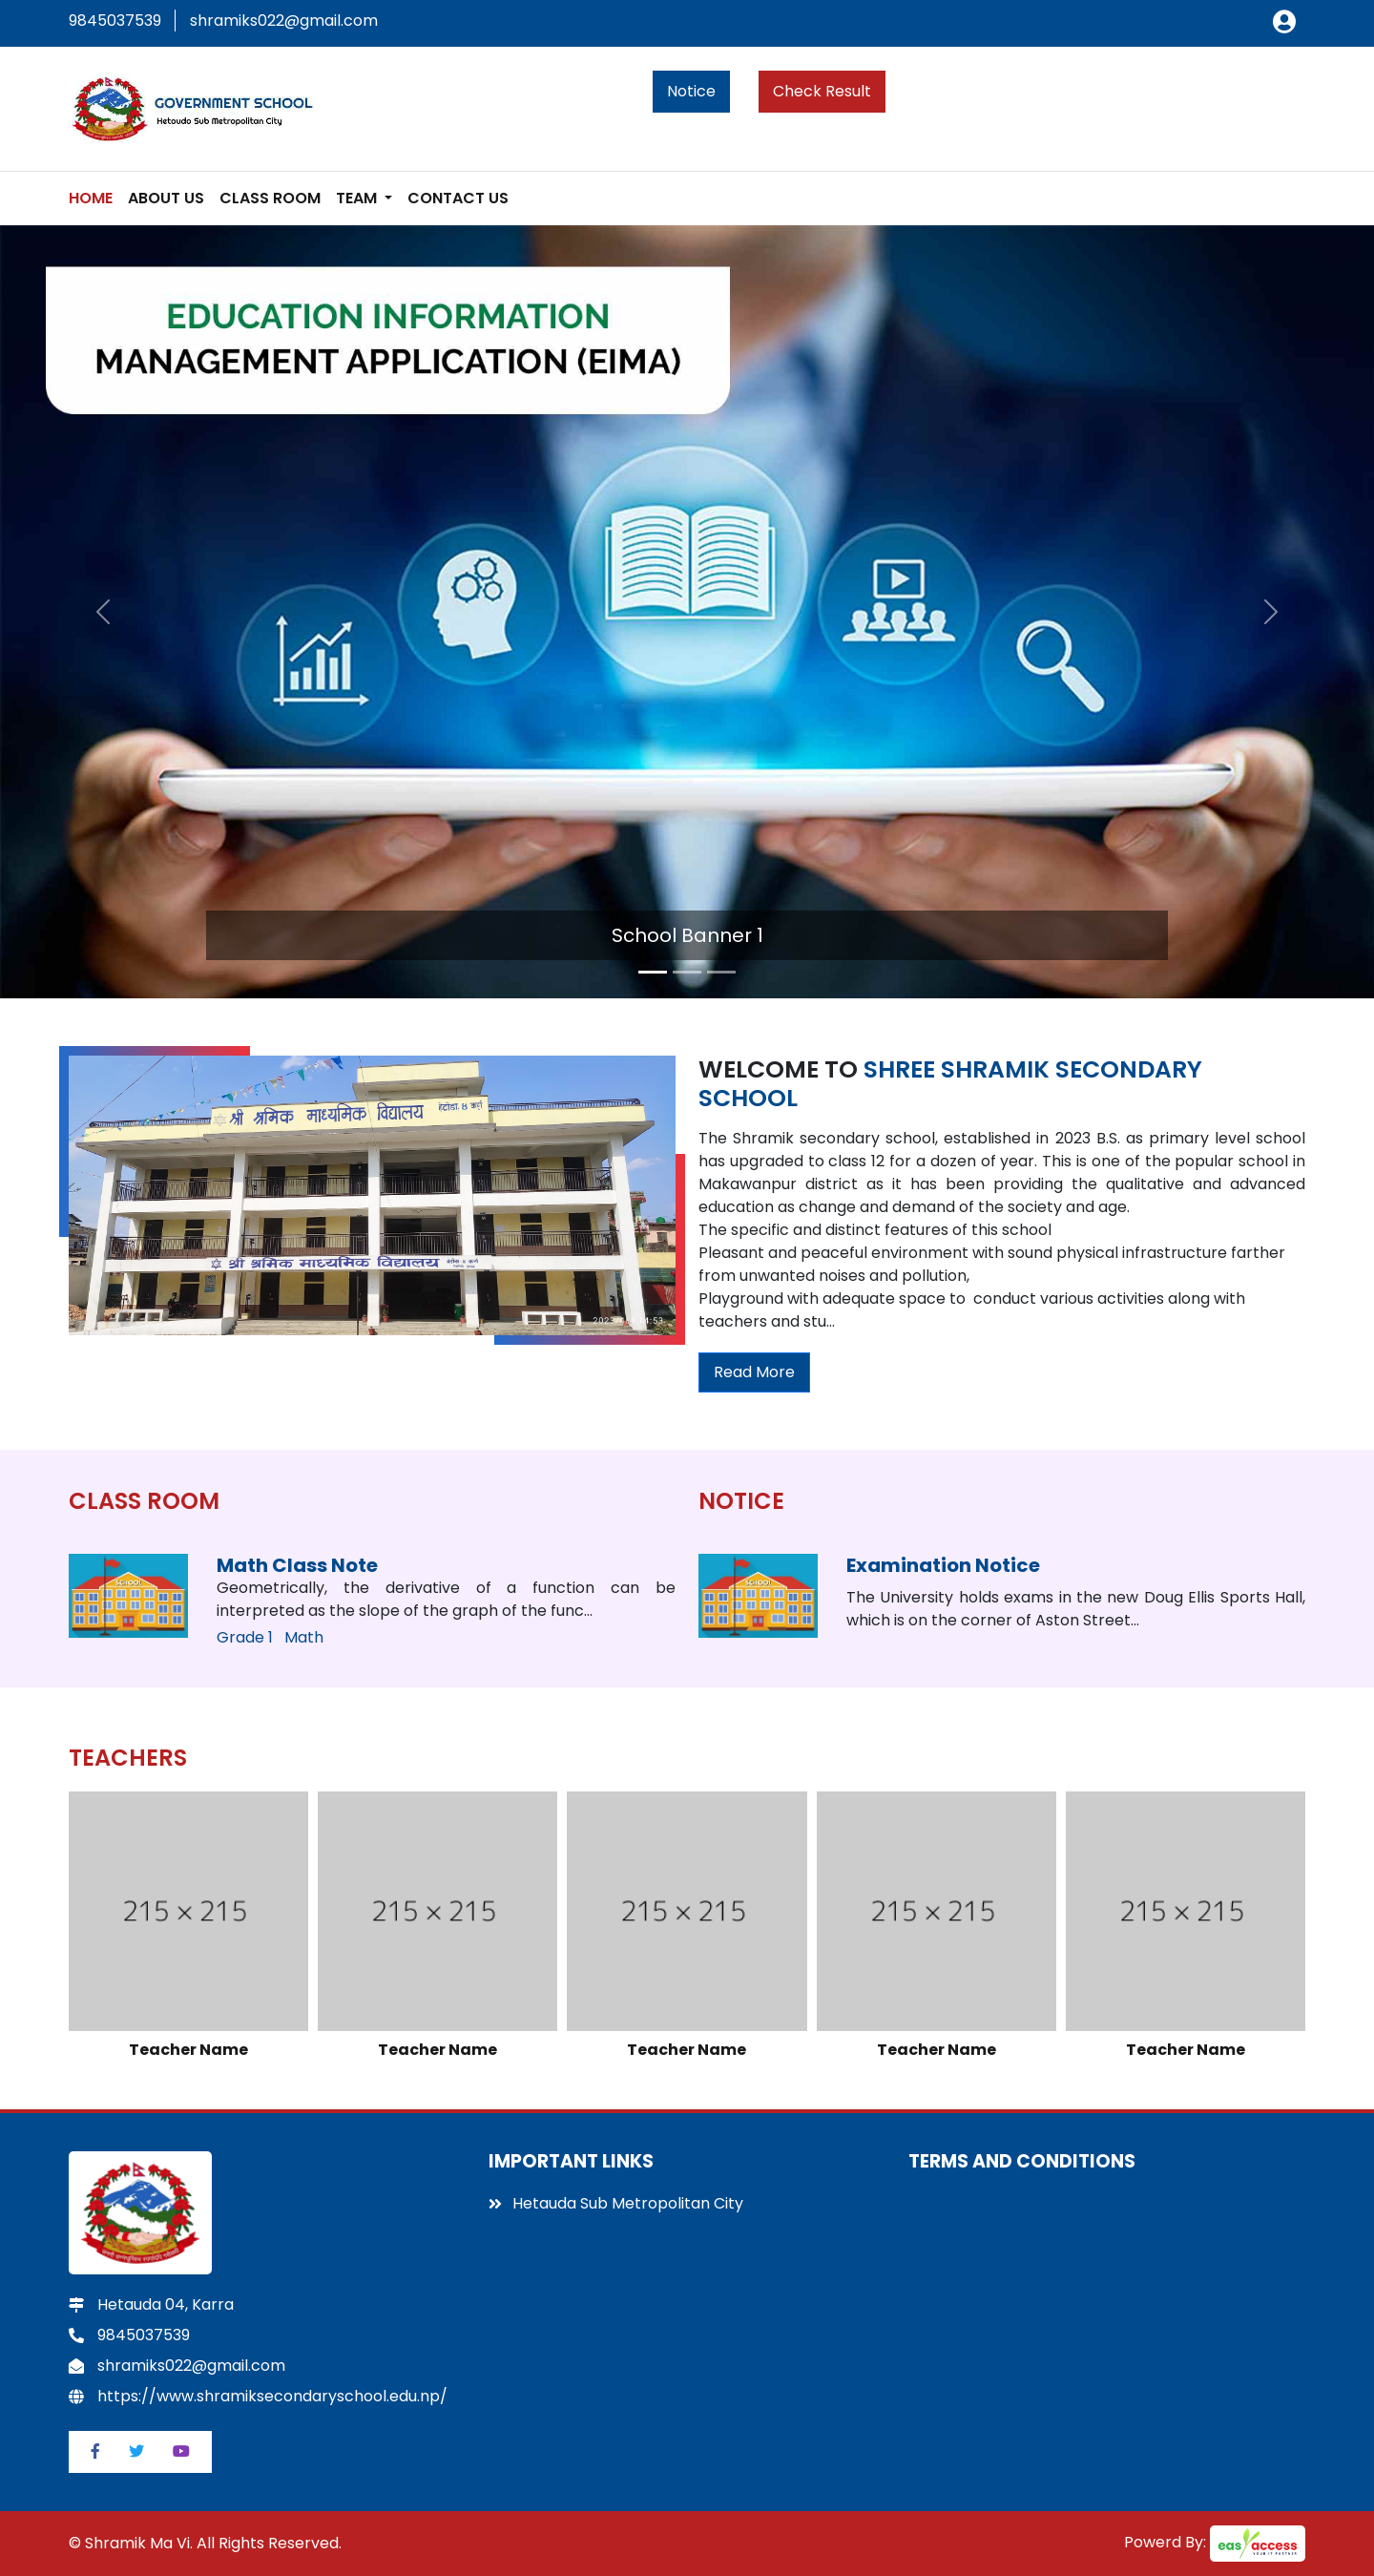 9845037539 shramiks022@gmail.com
GOVERNMENT SCHOOL
Hetauda Sub Metropolitan City
Notice Check Result
HOME ABOUT US CLASS ROOM TEAM CONTACT US
EDUCATION INFORMATION
MANAGEMENT APPLICATION (EIMA)
School Banner 1
श्री श्रमिक माध्यमिक विद्यालय
श्री श्रमिक माध्यमिक विद्यालय
WELCOME TO SHREE SHRAMIK SECONDARY
SCHOOL
The Shramik secondary school, established in 2023 B.S. as primary level school
has upgraded to class 12 for a dozen of year. This is one of the popular school in
Makawanpur district as it has been providing the qualitative and advanced
education as change and demand of the society and age.
The specific and distinct features of this school
Pleasant and peaceful environment with sound physical infrastructure farther
from unwanted noises and pollution,
Playground with adequate space to  conduct various activities along with
teachers and stu...
Read More
CLASS ROOM
SCHOOL
Math Class Note
Geometrically, the derivative of a function can be
interpreted as the slope of the graph of the func...
Grade 1 Math
NOTICE
SCHOOL
Examination Notice
The University holds exams in the new Doug Ellis Sports Hall,
which is on the corner of Aston Street...
TEACHERS
215 × 215 215 × 215 215 × 215 215 × 215 215 × 215
Teacher Name Teacher Name Teacher Name Teacher Name Teacher Name
Hetauda 04, Karra
9845037539
shramiks022@gmail.com
https://www.shramiksecondaryschool.edu.np/
IMPORTANT LINKS
Hetauda Sub Metropolitan City
TERMS AND CONDITIONS
© Shramik Ma Vi. All Rights Reserved.
Powerd By: easyaccess
YOUR IT PARTNER